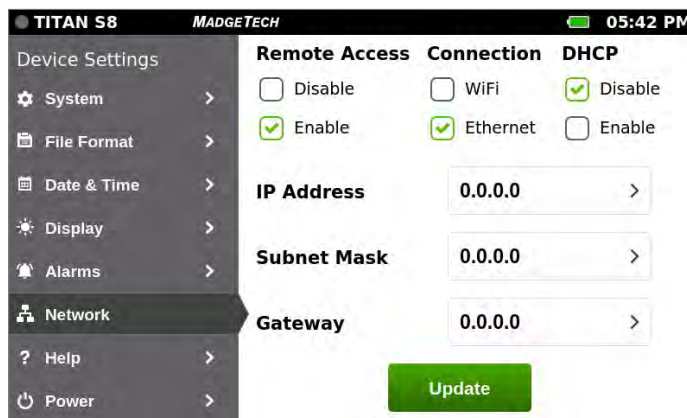 TITAN S8 MADGETECH 05:42 PM
Device Settings
System
File Format
Date & Time
Display
Alarms
Network
? Help
Power
Remote Access Connection DHCP
Disable WiFi Disable
Enable Ethernet Enable
IP Address 0.0.0.0
Subnet Mask 0.0.0.0
Gateway 0.0.0.0
Update